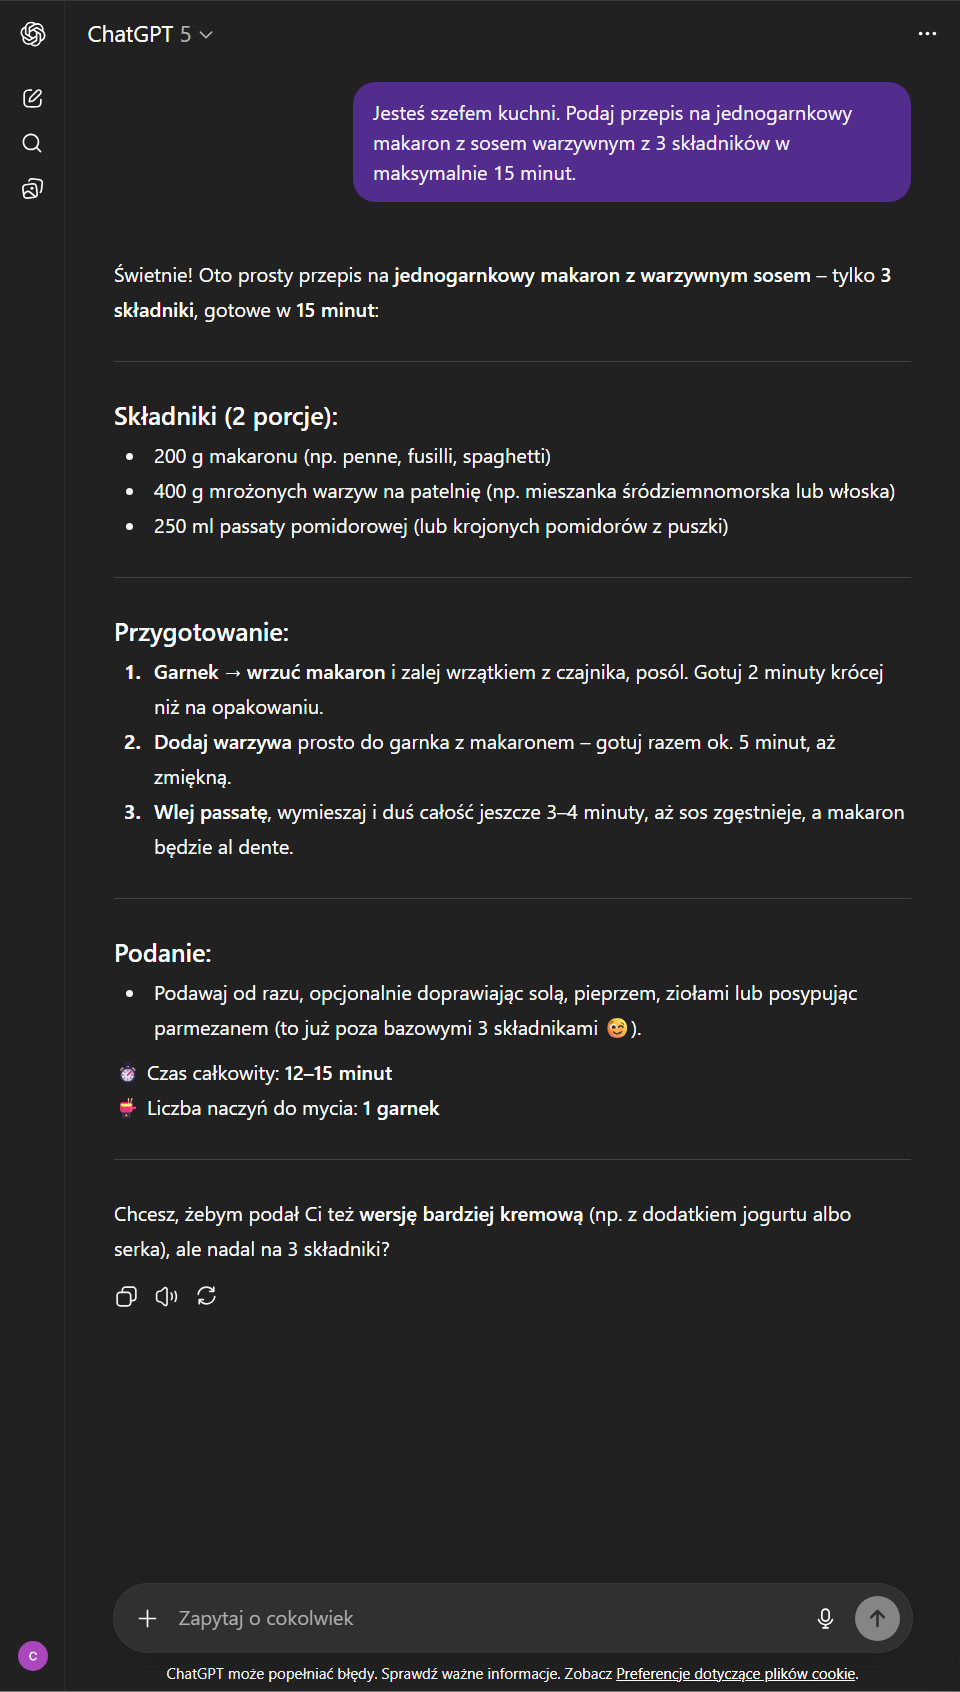 ChatGPT 5
Jesteś szefem kuchni. Podaj przepis na jednogarnkowy
makaron z sosem warzywnym z 3 składników w
maksymalnie 15 minut.
Świetnie! Oto prosty przepis na jednogarnkowy makaron z warzywnym sosem – tylko 3
składniki, gotowe w 15 minut:
Składniki (2 porcje):
• 200 g makaronu (np. penne, fusilli, spaghetti)
• 400 g mrożonych warzyw na patelnię (np. mieszanka śródziemnomorska lub włoska)
• 250 ml passaty pomidorowej (lub krojonych pomidorów z puszki)
Przygotowanie:
1. Garnek → wrzuć makaron i zalej wrzątkiem z czajnika, posól. Gotuj 2 minuty krócej
niż na opakowaniu.
2. Dodaj warzywa prosto do garnka z makaronem – gotuj razem ok. 5 minut, aż
zmiękną.
3. Wlej passatę, wymieszaj i duś całość jeszcze 3–4 minuty, aż sos zgęstnieje, a makaron
będzie al dente.
Podanie:
• Podawaj od razu, opcjonalnie doprawiając solą, pieprzem, ziołami lub posypując
parmezanem (to już poza bazowymi 3 składnikami 😉).
⏱ Czas całkowity: 12–15 minut
🫕 Liczba naczyń do mycia: 1 garnek
Chcesz, żebym podał Ci też wersję bardziej kremową (np. z dodatkiem jogurtu albo
serka), ale nadal na 3 składniki?
Zapytaj o cokolwiek
C
ChatGPT może popełniać błędy. Sprawdź ważne informacje. Zobacz Preferencje dotyczące plików cookie.